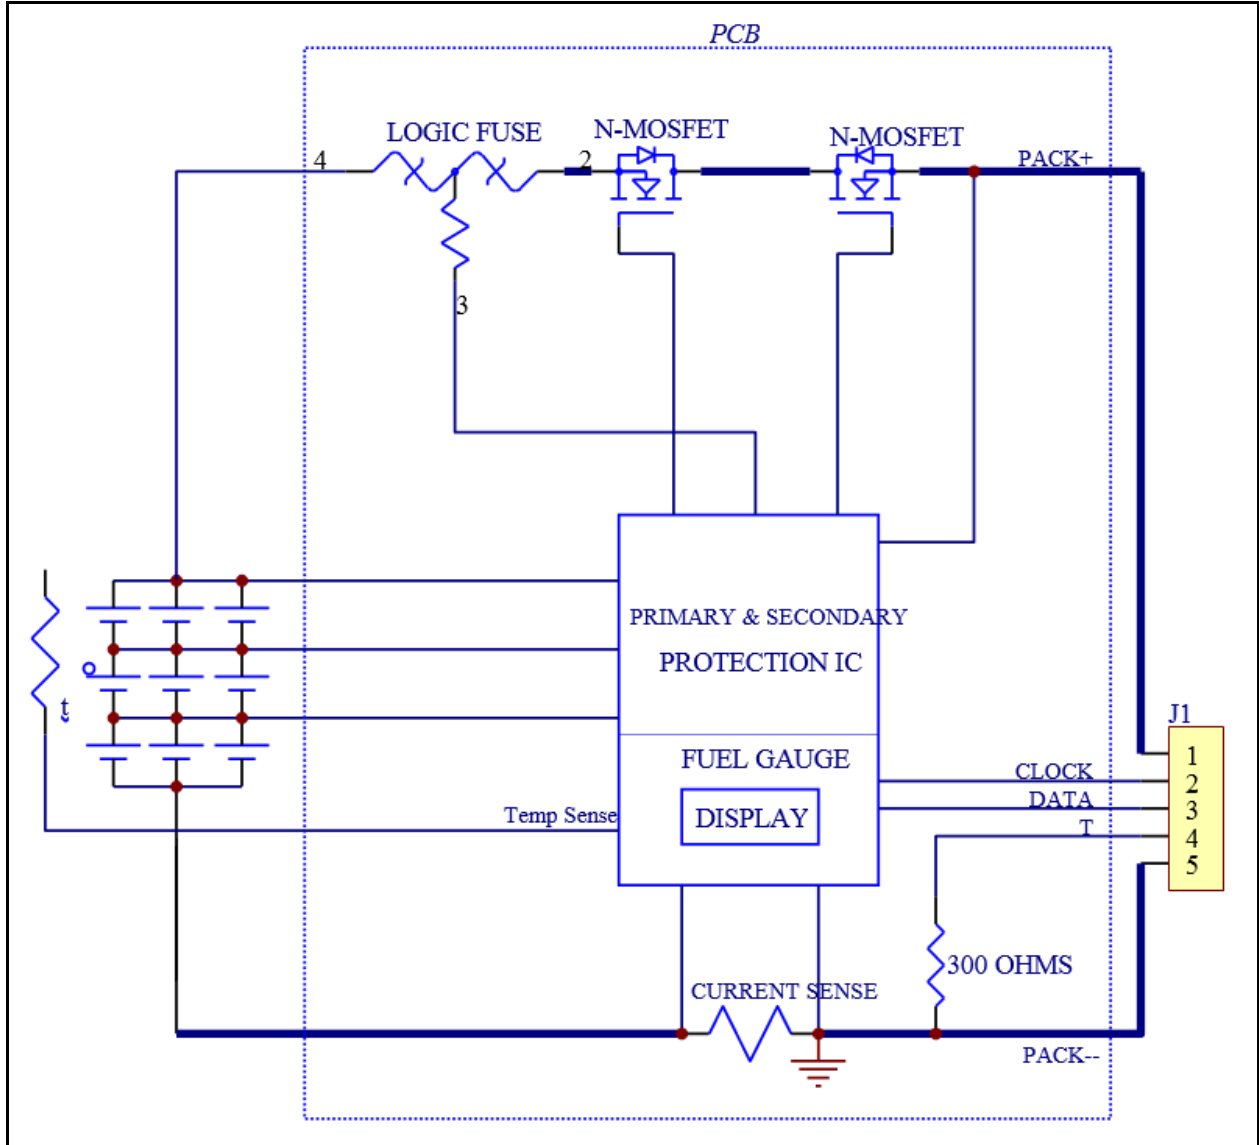 PCB
LOGIC FUSE
N-MOSFET
N-MOSFET
4
2
PACK+
3
PRIMARY & SECONDARY
PROTECTION IC
t
°
J1
FUEL GAUGE
1
CLOCK
2
DATA
3
Temp Sense
DISPLAY
T
4
5
300 OHMS
CURRENT SENSE
PACK--